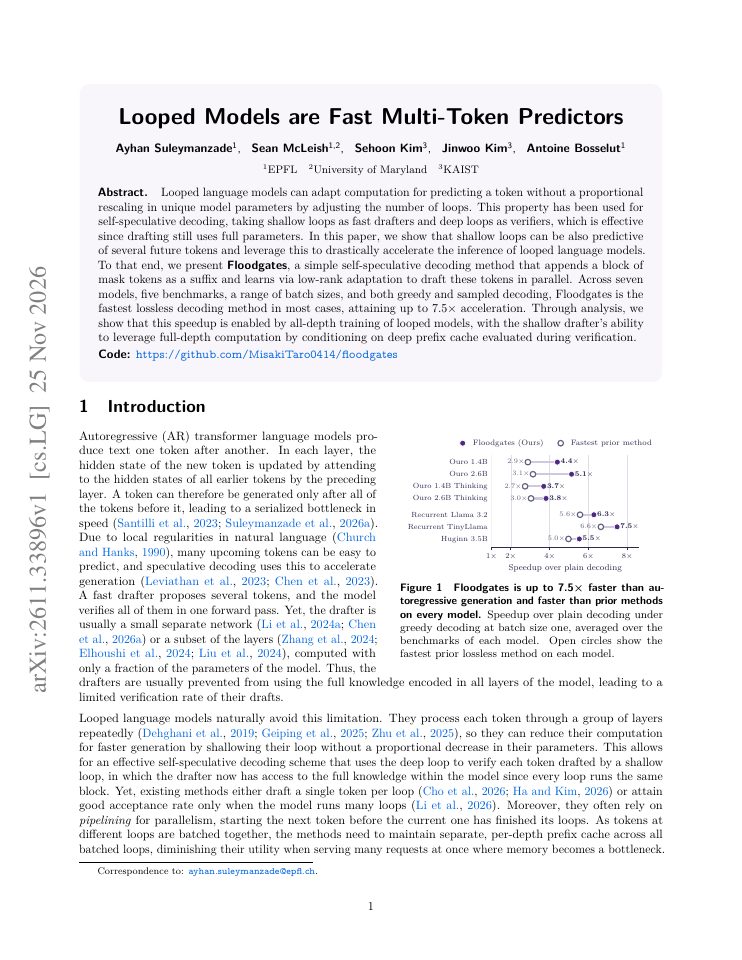 arXiv:2611.33896v1 [cs.LG] 25 Nov 2026
Looped Models are Fast Multi-Token Predictors
Ayhan Suleymanzade1, Sean McLeish1,2, Sehoon Kim3, Jinwoo Kim3, Antoine Bosselut1
1EPFL 2University of Maryland 3KAIST
Abstract. Looped language models can adapt computation for predicting a token without a proportional
rescaling in unique model parameters by adjusting the number of loops. This property has been used for
self-speculative decoding, taking shallow loops as fast drafters and deep loops as verifiers, which is effective
since drafting still uses full parameters. In this paper, we show that shallow loops can be also predictive
of several future tokens and leverage this to drastically accelerate the inference of looped language models.
To that end, we present Floodgates, a simple self-speculative decoding method that appends a block of
mask tokens as a suffix and learns via low-rank adaptation to draft these tokens in parallel. Across seven
models, five benchmarks, a range of batch sizes, and both greedy and sampled decoding, Floodgates is the
fastest lossless decoding method in most cases, attaining up to 7.5× acceleration. Through analysis, we
show that this speedup is enabled by all-depth training of looped models, with the shallow drafter's ability
to leverage full-depth computation by conditioning on deep prefix cache evaluated during verification.
Code: https://github.com/MisakiTaro0414/floodgates
1 Introduction
Autoregressive (AR) transformer language models pro-
duce text one token after another. In each layer, the
hidden state of the new token is updated by attending
to the hidden states of all earlier tokens by the preceding
layer. A token can therefore be generated only after all of
the tokens before it, leading to a serialized bottleneck in
speed (Santilli et al., 2023; Suleymanzade et al., 2026a).
Due to local regularities in natural language (Church
and Hanks, 1990), many upcoming tokens can be easy to
predict, and speculative decoding uses this to accelerate
generation (Leviathan et al., 2023; Chen et al., 2023).
A fast drafter proposes several tokens, and the model
verifies all of them in one forward pass. Yet, the drafter is
usually a small separate network (Li et al., 2024a; Chen
et al., 2026a) or a subset of the layers (Zhang et al., 2024;
Elhoushi et al., 2024; Liu et al., 2024), computed with
only a fraction of the parameters of the model. Thus, the
drafters are usually prevented from using the full knowledge encoded in all layers of the model, leading to a
limited verification rate of their drafts.
Floodgates (Ours) Fastest prior method
Ouro 1.4B 2.9× 4.4×
Ouro 2.6B 3.1× 5.1×
Ouro 1.4B Thinking 2.7× 3.7×
Ouro 2.6B Thinking 3.0× 3.8×
Recurrent Llama 3.2 5.6× 6.3×
Recurrent TinyLlama 6.6× 7.5×
Huginn 3.5B 5.0× 5.5×
1× 2× 4× 6× 8×
Speedup over plain decoding
Figure 1 Floodgates is up to 7.5× faster than au-
toregressive generation and faster than prior methods
on every model. Speedup over plain decoding under
greedy decoding at batch size one, averaged over the
benchmarks of each model. Open circles show the
fastest prior lossless method on each model.
Looped language models naturally avoid this limitation. They process each token through a group of layers
repeatedly (Dehghani et al., 2019; Geiping et al., 2025; Zhu et al., 2025), so they can reduce their computation
for faster generation by shallowing their loop without a proportional decrease in their parameters. This allows
for an effective self-speculative decoding scheme that uses the deep loop to verify each token drafted by a shallow
loop, in which the drafter now has access to the full knowledge within the model since every loop runs the same
block. Yet, existing methods either draft a single token per loop (Cho et al., 2026; Ha and Kim, 2026) or attain
good acceptance rate only when the model runs many loops (Li et al., 2026). Moreover, they often rely on
pipelining for parallelism, starting the next token before the current one has finished its loops. As tokens at
different loops are batched together, the methods need to maintain separate, per-depth prefix cache across all
batched loops, diminishing their utility when serving many requests at once where memory becomes a bottleneck.
Correspondence to: ayhan.suleymanzade@epfl.ch.
1